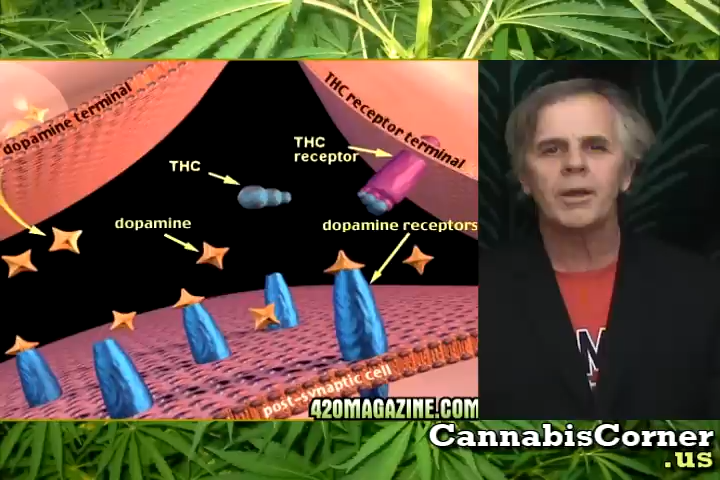 dopamine terminal
THC receptor terminal
THC
THC
receptor
dopamine
dopamine receptors
post-synaptic cell
420MAGAZINE.COM
M
CannabisCorner
.us